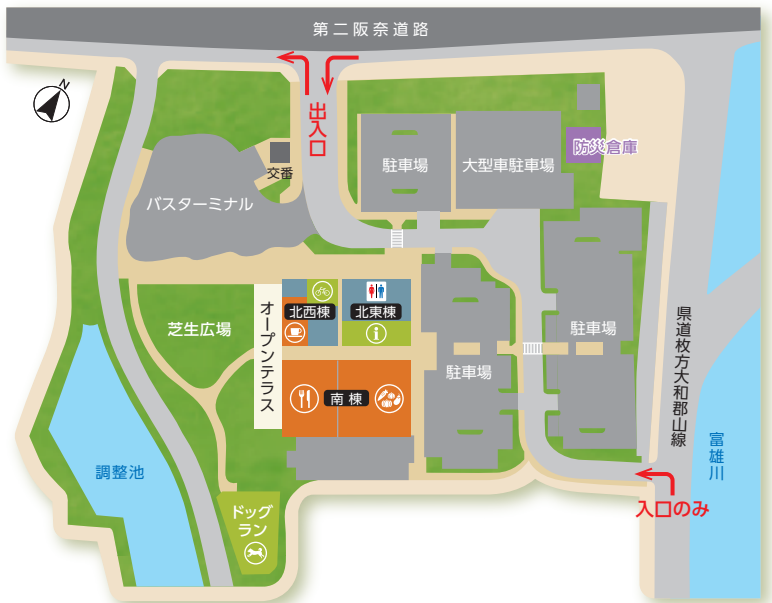 第二阪奈道路
N
出入口
交番
バスターミナル
駐車場
大型車駐車場
防災倉庫
北西棟
北東棟
芝生広場
オープンテラス
南棟
駐車場
駐車場
県道枚方大和郡山線
富雄川
調整池
ドッグ
ラン
入口のみ